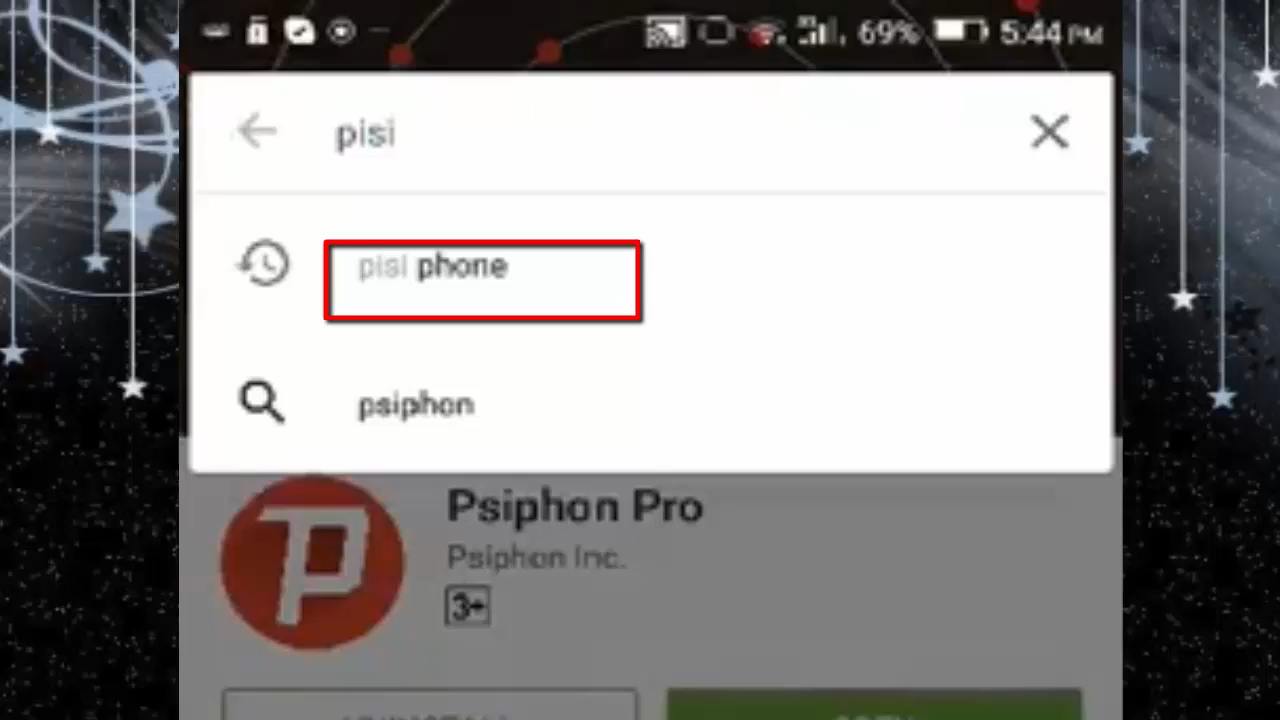 69% 5:44 PM
pisi
pisi phone
psiphon
Psiphon Pro
Psiphon Inc.
3+